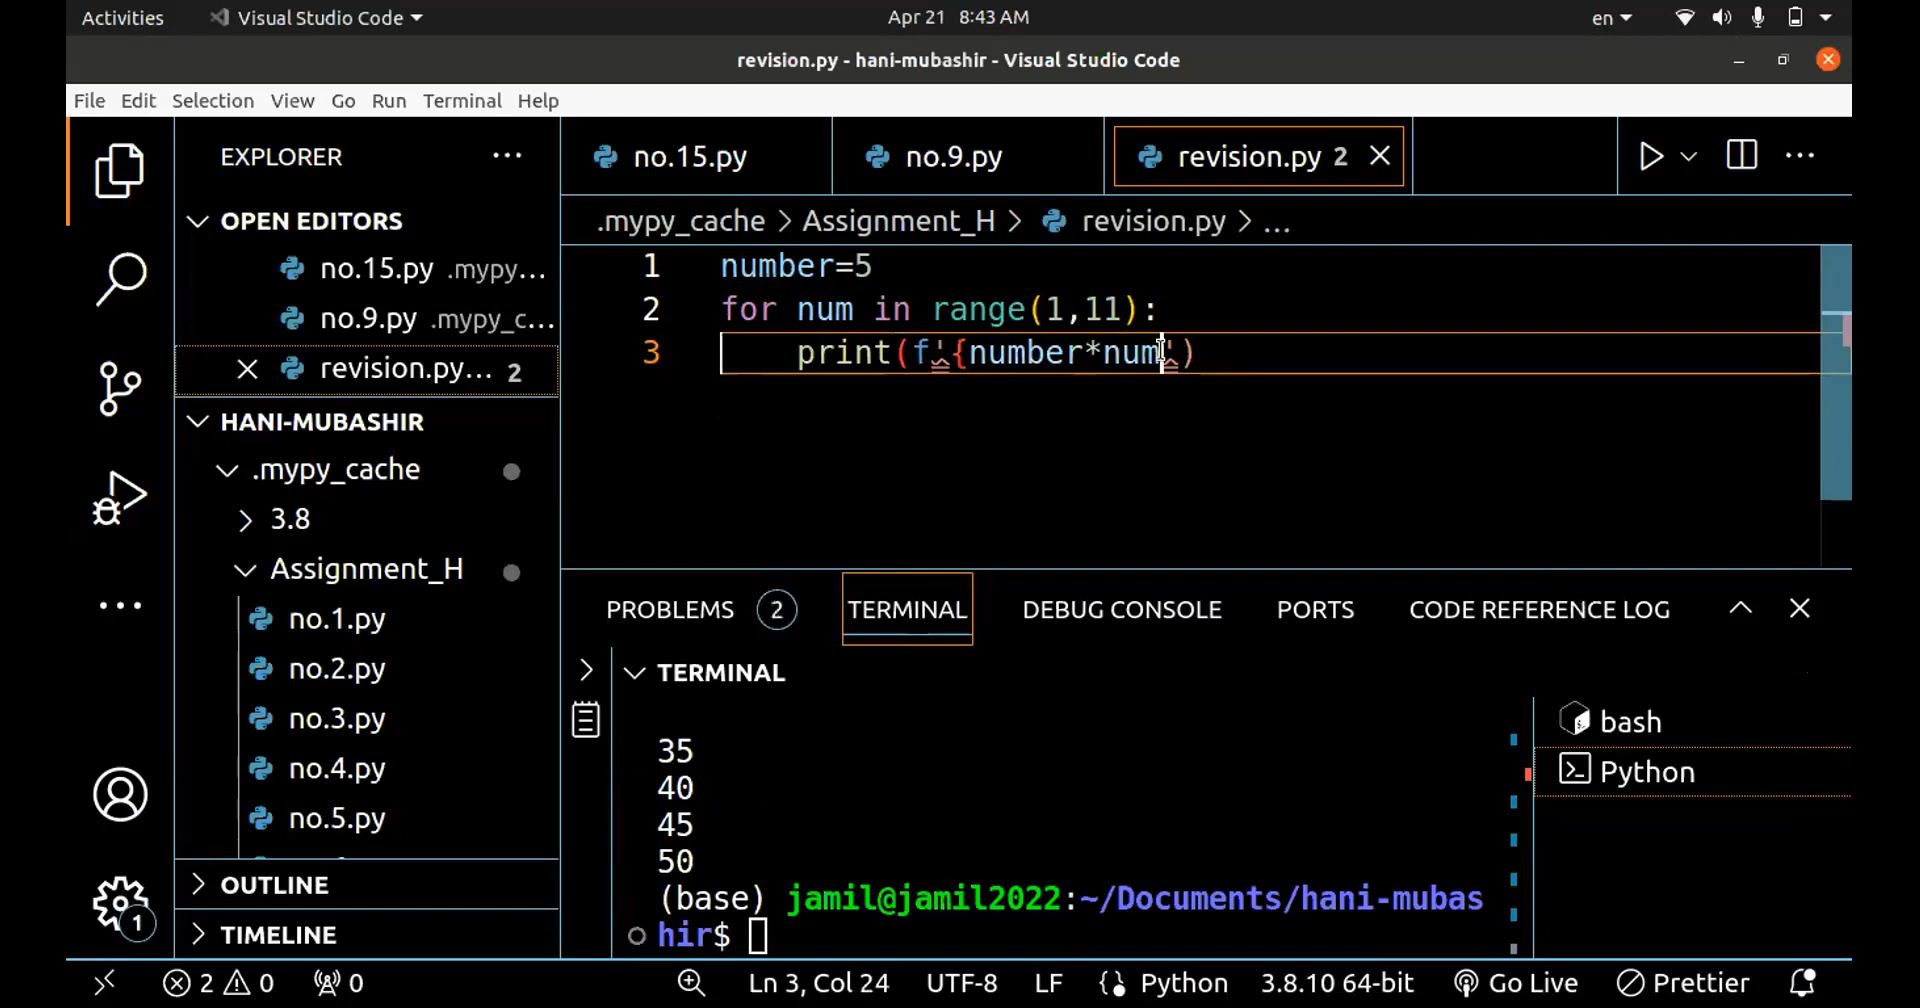 Activities Visual Studio Code Apr 21 8:43 AM en
revision.py - hani-mubashir - Visual Studio Code
File Edit Selection View Go Run Terminal Help
EXPLORER
OPEN EDITORS
no.15.py .mypy...
no.9.py .mypy_c...
revision.py... 2
HANI-MUBASHIR
.mypy_cache
3.8
Assignment_H
no.1.py
no.2.py
no.3.py
no.4.py
no.5.py
OUTLINE
TIMELINE
1
no.15.py no.9.py revision.py 2
.mypy_cache > Assignment_H > revision.py > ...
1 number=5
2 for num in range(1,11):
3 print(f'{number*num')
PROBLEMS 2 TERMINAL DEBUG CONSOLE PORTS CODE REFERENCE LOG
TERMINAL
35
40
45
50
(base) jamil@jamil2022:~/Documents/hani-mubas
hir$
bash
Python
2 0 0 Ln 3, Col 24 UTF-8 LF Python 3.8.10 64-bit Go Live Prettier